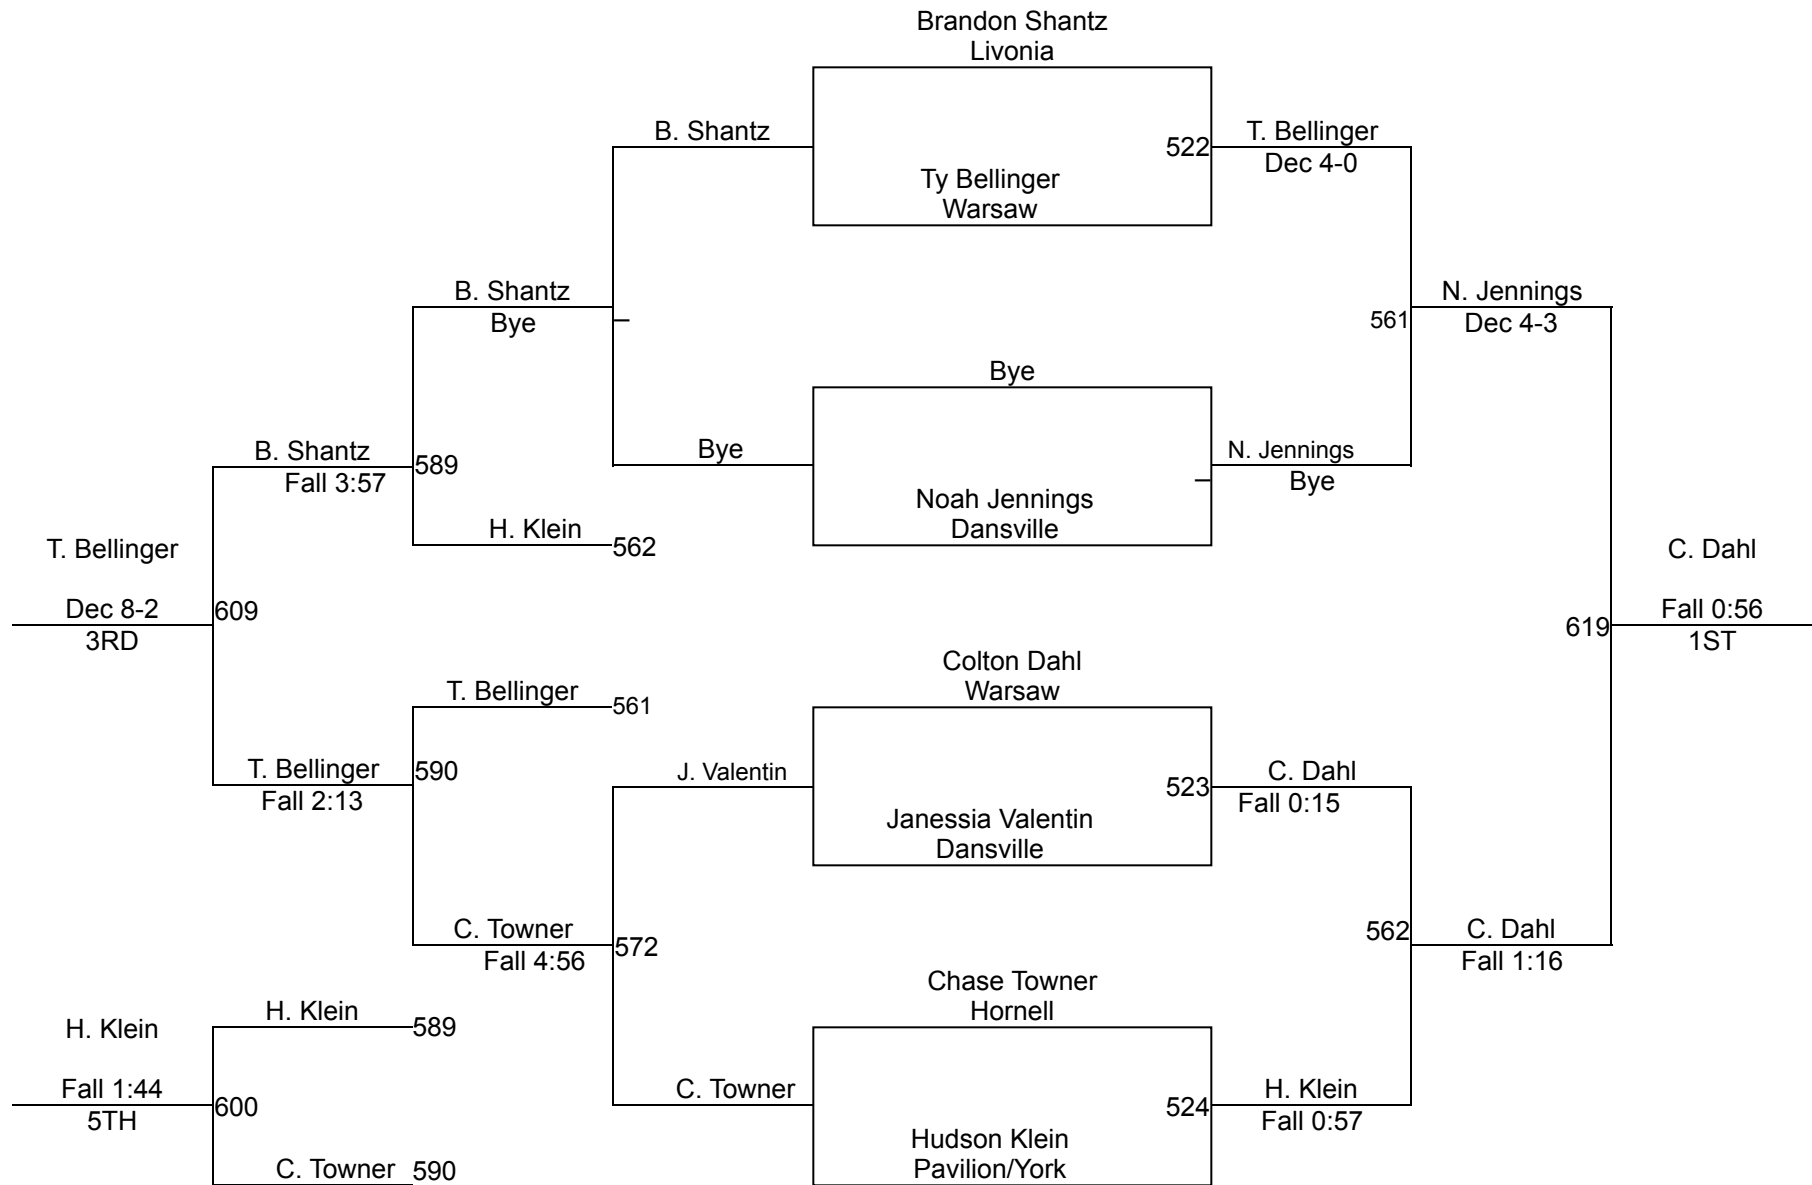 Brandon Shantz
Livonia
B. Shantz
522
T. Bellinger
Dec 4-0
Ty Bellinger
Warsaw
B. Shantz
Bye
561
N. Jennings
Dec 4-3
Bye
Bye
N. Jennings
Bye
Noah Jennings
Dansville
B. Shantz
Fall 3:57
589
H. Klein
562
T. Bellinger
Dec 8-2
3RD
609
C. Dahl
Fall 0:56
1ST
619
Colton Dahl
Warsaw
T. Bellinger
561
T. Bellinger
Fall 2:13
590
J. Valentin
523
C. Dahl
Fall 0:15
Janessia Valentin
Dansville
C. Towner
Fall 4:56
572
562
C. Dahl
Fall 1:16
Chase Towner
Hornell
H. Klein
589
H. Klein
Fall 1:44
5TH
600
C. Towner
524
H. Klein
Fall 0:57
Hudson Klein
Pavilion/York
C. Towner
590